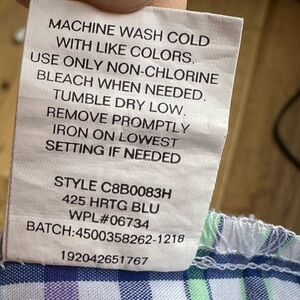 MACHINE WASH COLD
WITH LIKE COLORS.
USE ONLY NON-CHLORINE
BLEACH WHEN NEEDED.
TUMBLE DRY LOW.
REMOVE PROMPTLY
IRON ON LOWEST
SETTING IF NEEDED
STYLE C8B0083H
425 HRTG BLU
WPL#06734
BATCH:4500358262-1218
192042651767